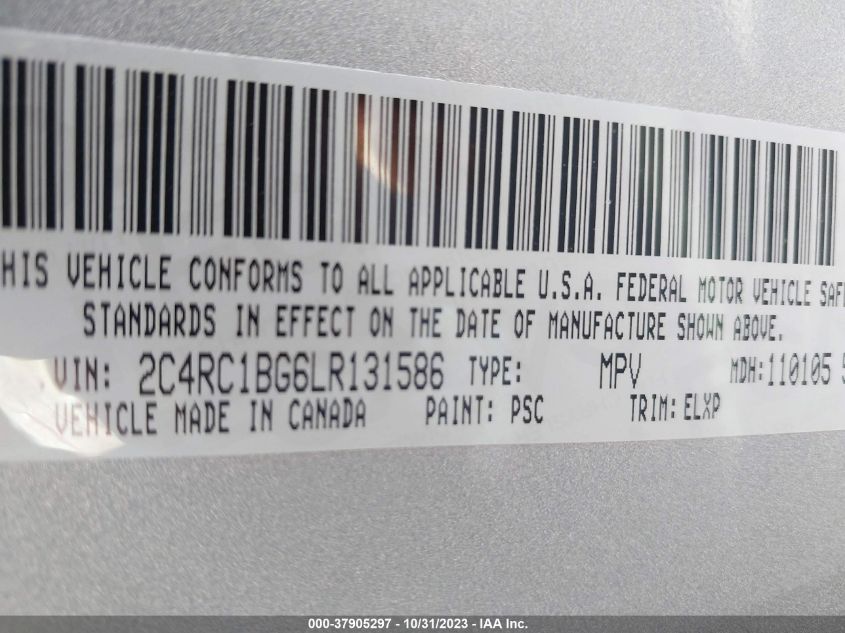 HIS VEHICLE CONFORMS TO ALL APPLICABLE U.S.A. FEDERAL MOTOR VEHICLE SAF
STANDARDS IN EFFECT ON THE DATE OF MANUFACTURE SHOWN ABOVE.
VIN: 2C4RC1BG6LR131586 TYPE: MPV MDH:110105 5
VEHICLE MADE IN CANADA PAINT: PSC TRIM: ELXP
000-37905297 - 10/31/2023 - IAA Inc.